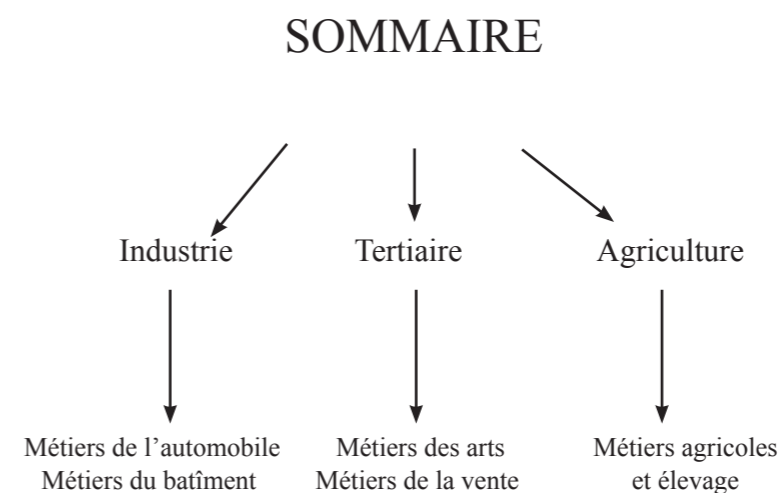 SOMMAIRE
Industrie
Tertiaire
Agriculture
Métiers de l’automobile
Métiers du batîment
Métiers des arts
Métiers de la vente
Métiers agricoles
et élevage